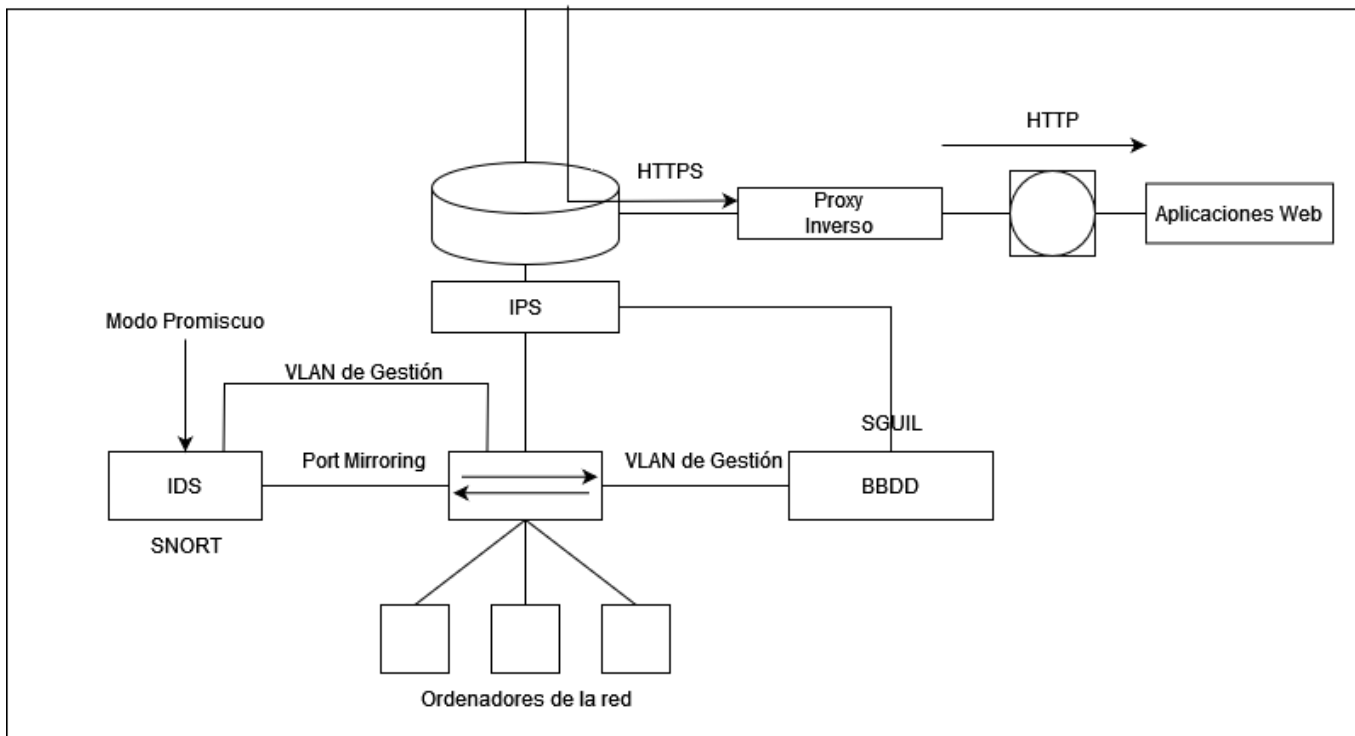 HTTP
HTTPS
Proxy
Inverso
Aplicaciones Web
IPS
Modo Promiscuo
VLAN de Gestión
SGUIL
Port Mirroring
VLAN de Gestión
IDS
BBDD
SNORT
Ordenadores de la red